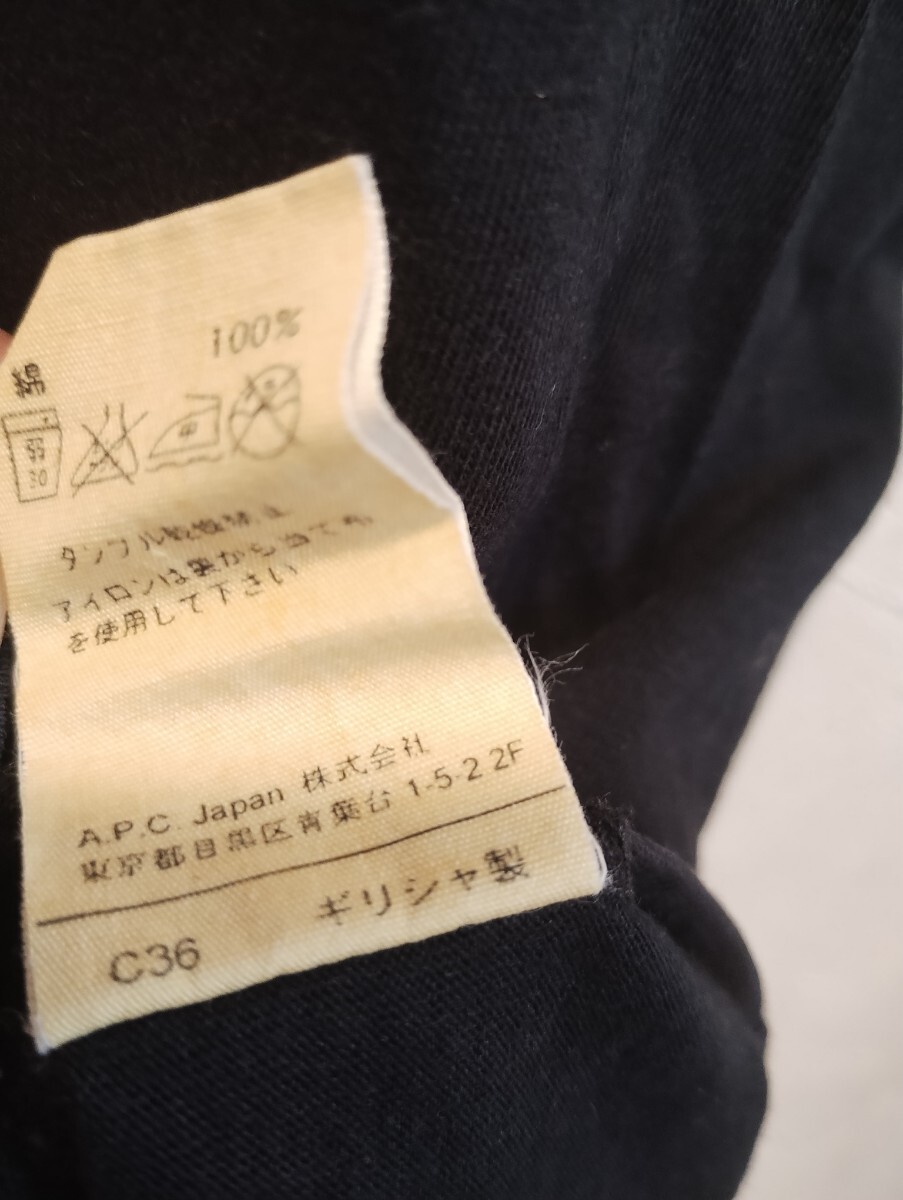 綿 100%
30
タンブル乾燥禁止
アイロンは裏から当て布
を使用して下さい
A.P.C. Japan 株式会社
東京都目黒区青葉台 1-5-2 2F
ギリシャ製
C36